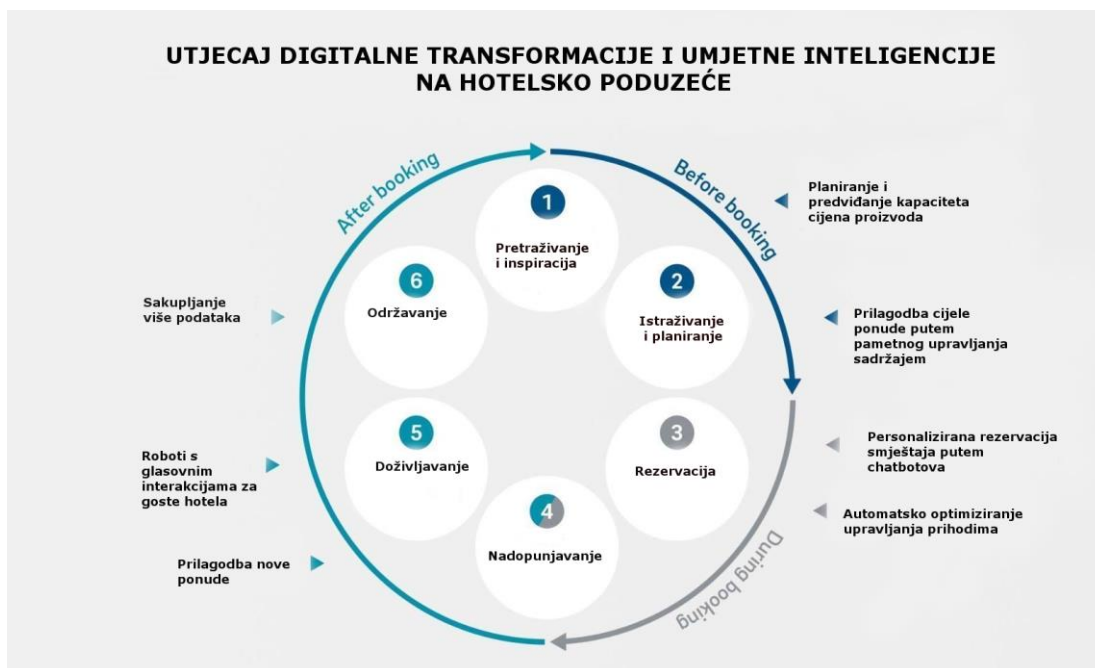 UTJECAJ DIGITALNE TRANSFORMACIJE I UMJETNE INTELIGENCIJE
NA HOTELSKO PODUZEĆE
After booking
Before booking
1
Pretraživanje
i inspiracija
Planiranje i
predviđanje kapaciteta
cijena proizvoda
2
Istraživanje
i planiranje
Prilagodba cijele
ponude putem
pametnog upravljanja
sadržajem
3
Rezervacija
Personalizirana rezervacija
smještaja putem
chatbotova
Automatsko optimiziranje
upravljanja prihodima
During booking
4
Nadopunjavanje
Prilagodba nove
ponude
5
Doživljavanje
Roboti s
glasovnim
interakcijama za
goste hotela
6
Održavanje
Sakupljanje
više podataka